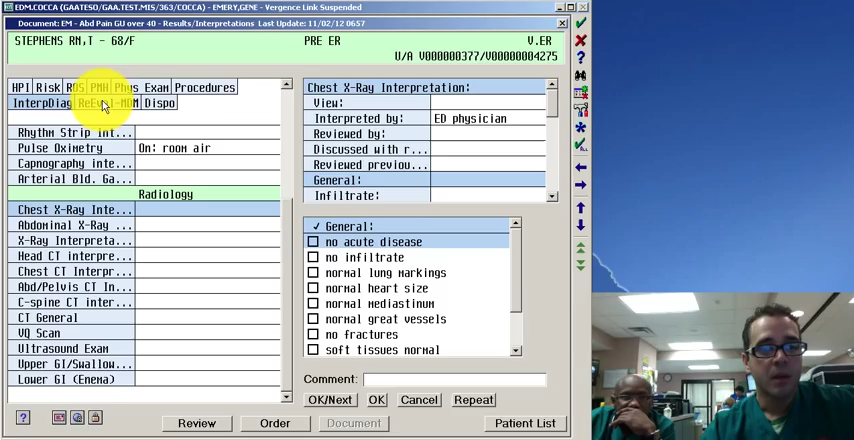 EDM.COCCA (GAATESO/GAA.TEST.MIS/363/COCCA) - EMERY,GENE - Vergence Link Suspended
Document: EM - Abd Pain GU over 40 - Results/Interpretations Last Update: 11/02/12 0657
STEPHENS RN,T - 68/F PRE ER V.ER
U/A V000000377/V00000004275
HPI Risk ROS PMH Phys Exam Procedures
InterpDiag ReEval-MDM Dispo
Rhythm Strip Int...
Pulse Oximetry On: room air
Capnography inte...
Arterial Bld. Ga...
Radiology
Chest X-Ray Inte...
Abdominal X-Ray ...
X-Ray Interpreta...
Head CT interpre...
Chest CT Interpr...
Abd/Pelvis CT In...
C-spine CT inter...
CT General
VQ Scan
Ultrasound Exam
Upper GI/Swallow...
Lower GI (Enema)
Chest X-Ray Interpretation:
View:
Interpreted by: ED physician
Reviewed by:
Discussed with r...
Reviewed previou...
General:
Infiltrate:
✓ General:
no acute disease
no infiltrate
normal lung markings
normal heart size
normal mediastinum
normal great vessels
no fractures
soft tissues normal
Comment:
OK/Next OK Cancel Repeat
Review Order Document Patient List
ALL